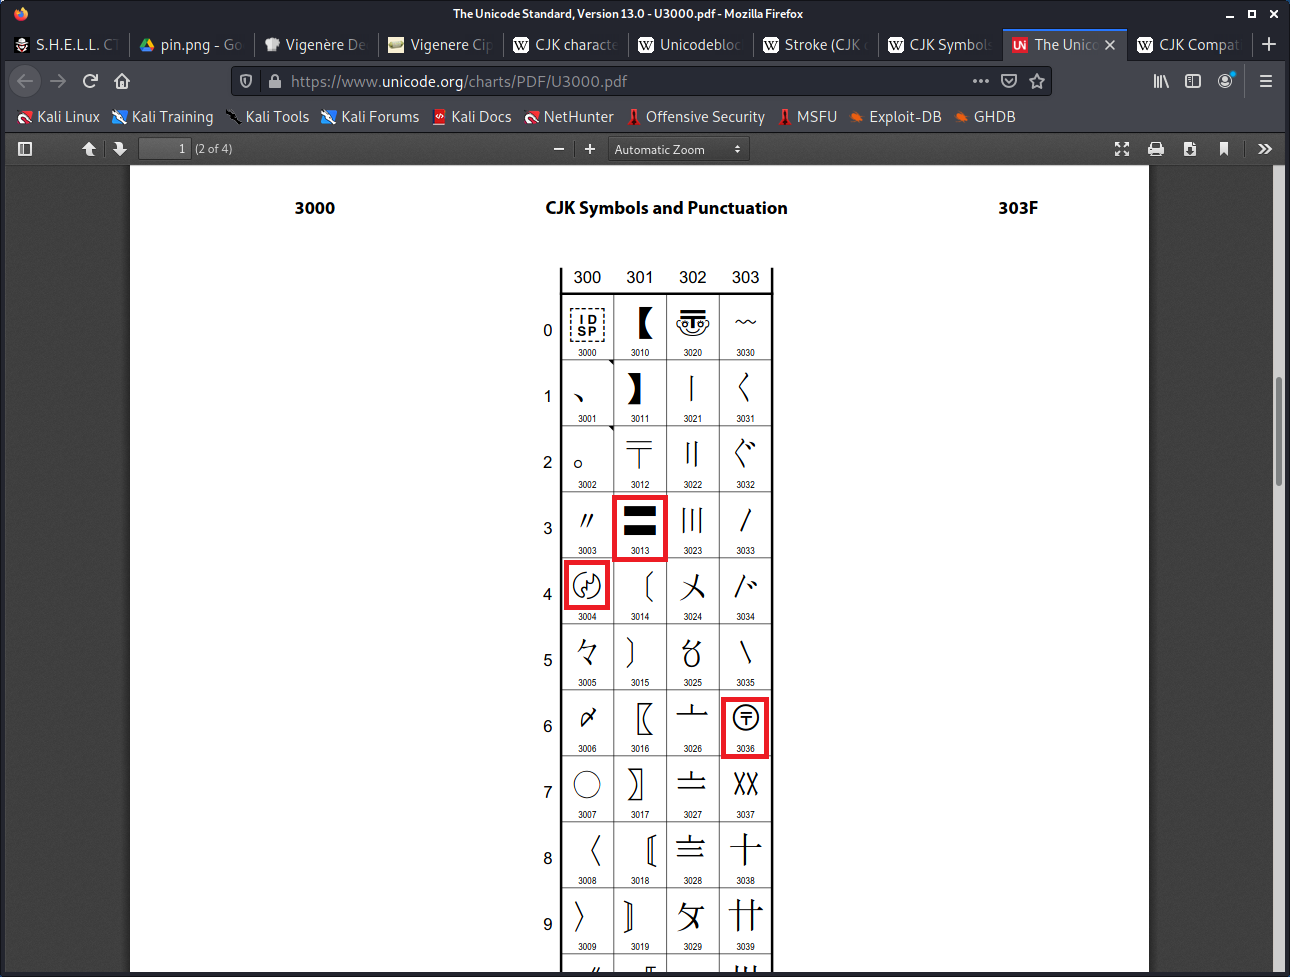 The Unicode Standard, Version 13.0 - U3000.pdf - Mozilla Firefox
S.H.E.L.L. CT
pin.png - Go
Vigenère De
Vigenere Cip
CJK characte
Unicodebloc
Stroke (CJK c
CJK Symbols
UN The Unico
CJK Compat
https://www.unicode.org/charts/PDF/U3000.pdf
Kali Linux Kali Training Kali Tools Kali Forums Kali Docs NetHunter Offensive Security MSFU Exploit-DB GHDB
1 (2 of 4) Automatic Zoom
3000 CJK Symbols and Punctuation 303F
300 301 302 303
0 ID SP 【 〠 〰
3000 3010 3020 3030
1 、 】 〡 〱
3001 3011 3021 3031
2 。 〒 〢 〲
3002 3012 3022 3032
3 〃 〓 〣 〳
3003 3013 3023 3033
4 〄 〔 〤 〴
3004 3014 3024 3034
5 々 〕 〥 〵
3005 3015 3025 3035
6 〆 〖 〦 〶
3006 3016 3026 3036
7 〇 〗 〧 〷
3007 3017 3027 3037
8 〈 〘 〨 〸
3008 3018 3028 3038
9 〉 〙 〩 〹
3009 3019 3029 3039